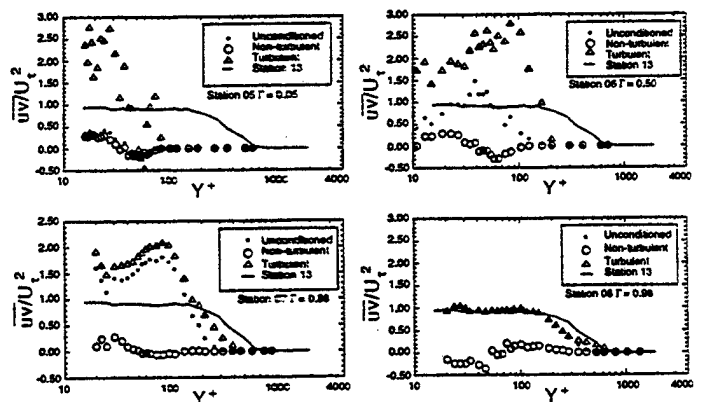 3.00
2.50
2.00
1.50
1.00
0.50
0.00
-0.50
uv/U_τ^2
Unconditioned
Non-turbulent
Turbulent
Station 13
Station 05 Γ = 0.05
10
100
1000
4000
Y+
3.00
2.50
2.00
1.50
1.00
0.50
0.00
-0.50
uv/U_τ^2
Unconditioned
Non-turbulent
Turbulent
Station 13
Station 06 Γ = 0.50
10
100
1000
4000
Y+
2.50
2.00
1.50
1.00
0.50
0.00
-0.50
uv/U_τ^2
Unconditioned
Non-turbulent
Turbulent
Station 13
Station
10
100
1000
4000
Y+
3.00
2.50
2.00
1.50
1.00
0.50
0.00
-0.50
uv/U_τ^2
Unconditioned
Non-turbulent
Turbulent
Station 13
Station 08 Γ = 0.98
10
100
1000
4000
Y+